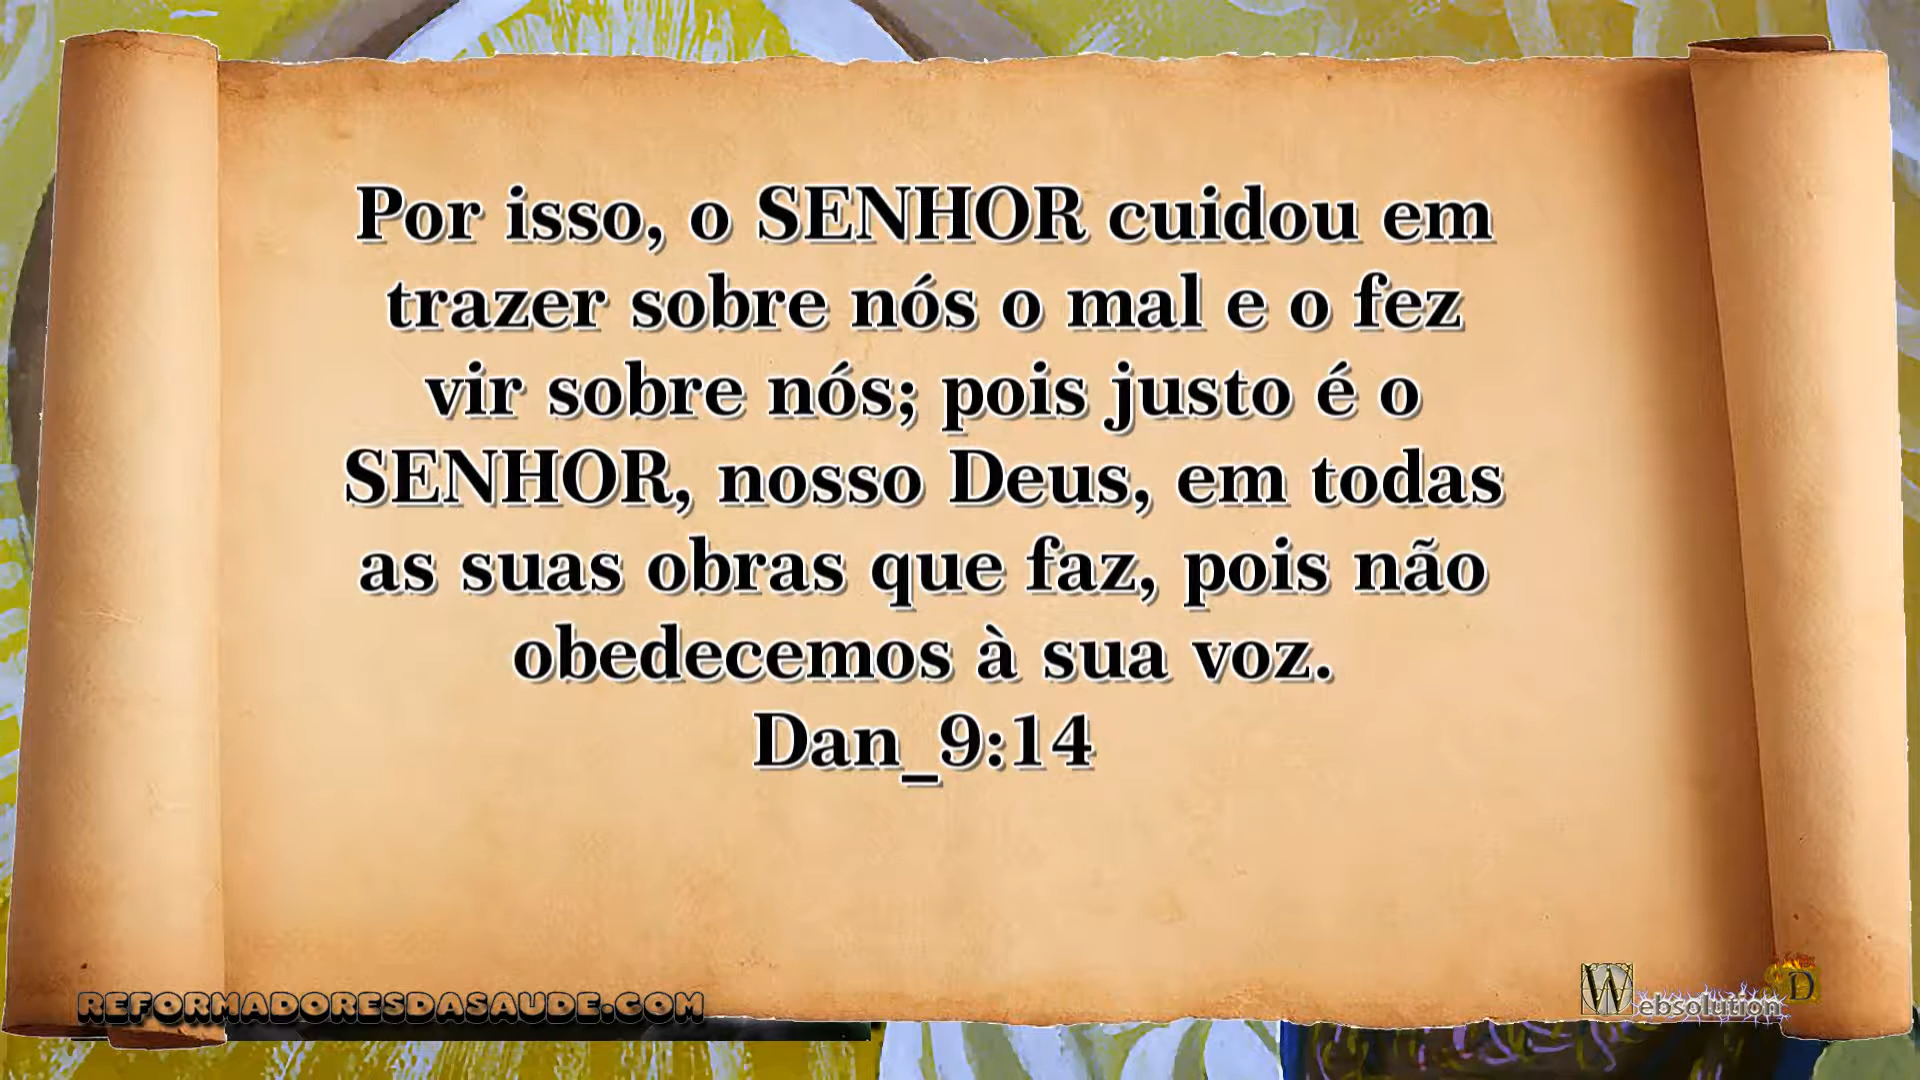 Por isso, o SENHOR cuidou em
trazer sobre nós o mal e o fez
vir sobre nós; pois justo é o
SENHOR, nosso Deus, em todas
as suas obras que faz, pois não
obedecemos à sua voz.
Dan_9:14
REFORMADORESDASAUDE.COM
Websolution D